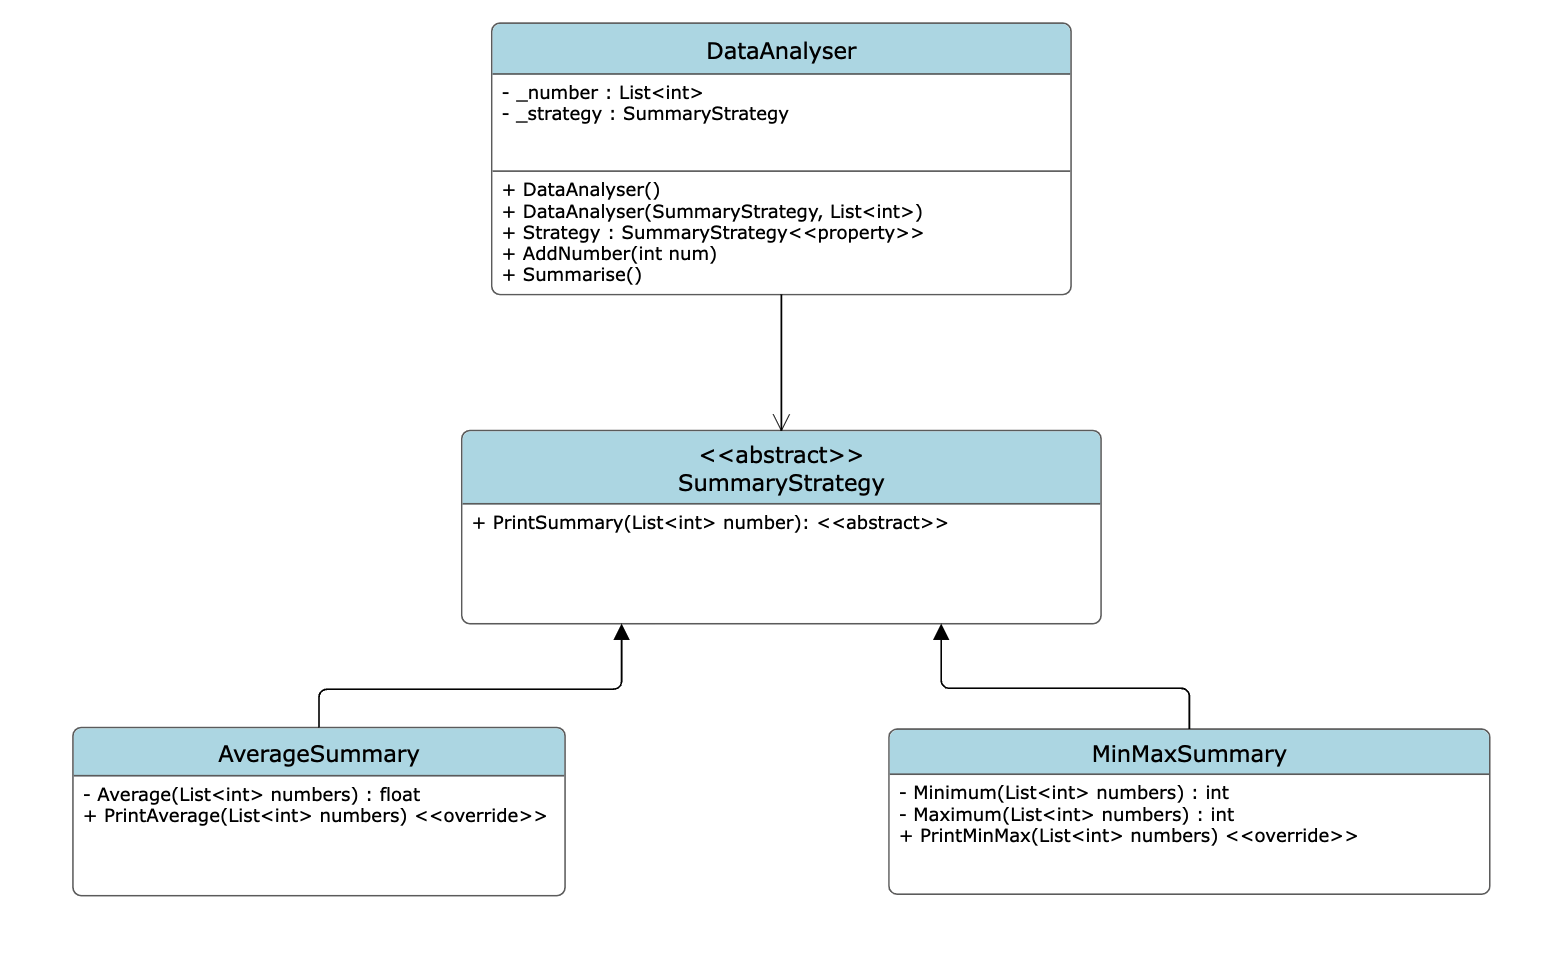 DataAnalyser
- _number : List<int>
- _strategy : SummaryStrategy
+ DataAnalyser()
+ DataAnalyser(SummaryStrategy, List<int>)
+ Strategy : SummaryStrategy<<property>>
+ AddNumber(int num)
+ Summarise()
<<abstract>>
SummaryStrategy
+ PrintSummary(List<int> number): <<abstract>>
AverageSummary
- Average(List<int> numbers) : float
+ PrintAverage(List<int> numbers) <<override>>
MinMaxSummary
- Minimum(List<int> numbers) : int
- Maximum(List<int> numbers) : int
+ PrintMinMax(List<int> numbers) <<override>>